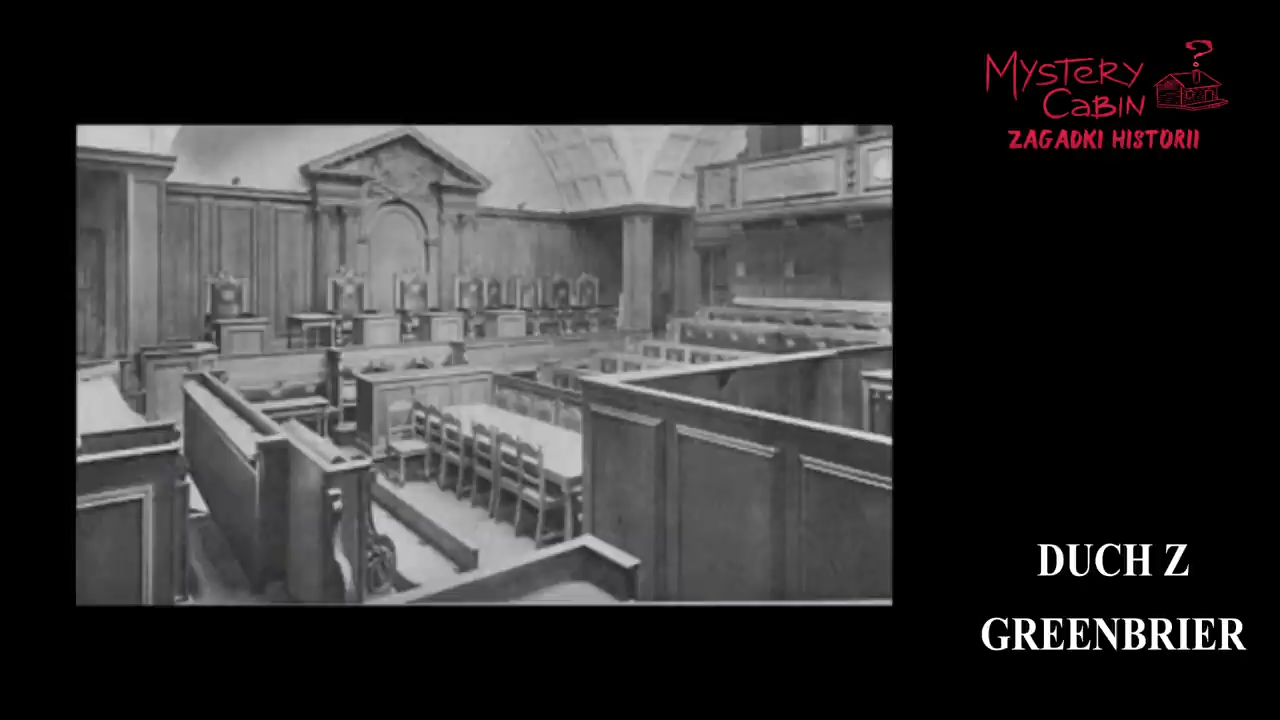 MYSTERY
CABIN
ZAGADKI HISTORII
DUCH Z
GREENBRIER